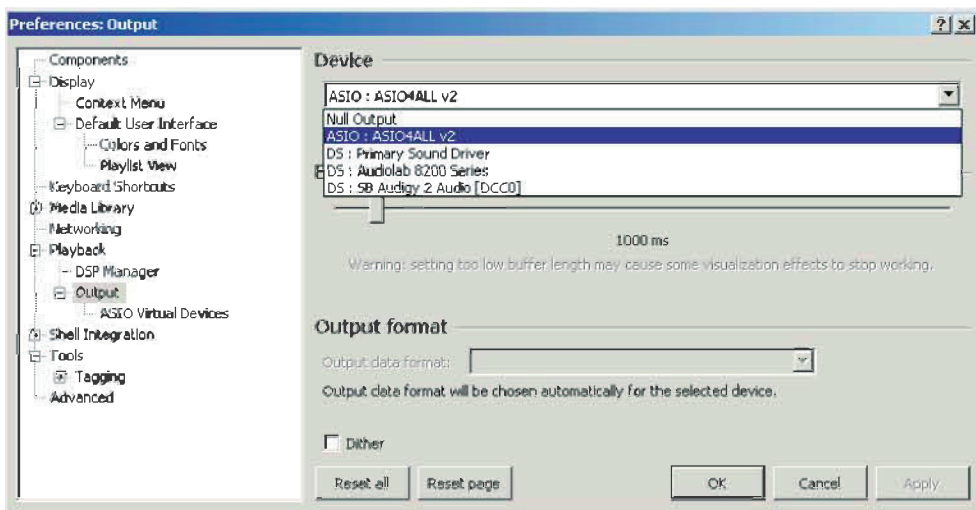 Preferences: Output
Components
Display
Context Menu
Default User Interface
Colors and Fonts
Playlist View
Keyboard Shortcuts
Media Library
Networking
Playback
DSP Manager
Output
ASIO Virtual Devices
Shell Integration
Tools
Tagging
Advanced
Device
ASIO : ASIO4ALL v2
Null Output
ASIO : ASIO4ALL v2
DS : Primary Sound Driver
DS : Audiolab 8200 Series
DS : SB Audigy 2 Audio [DCC0]
1000 ms
Warning: setting too low buffer length may cause some visualization effects to stop working.
Output format
Output data format:
Output data format will be chosen automatically for the selected device.
Dither
Reset all
Reset page
OK
Cancel
Apply